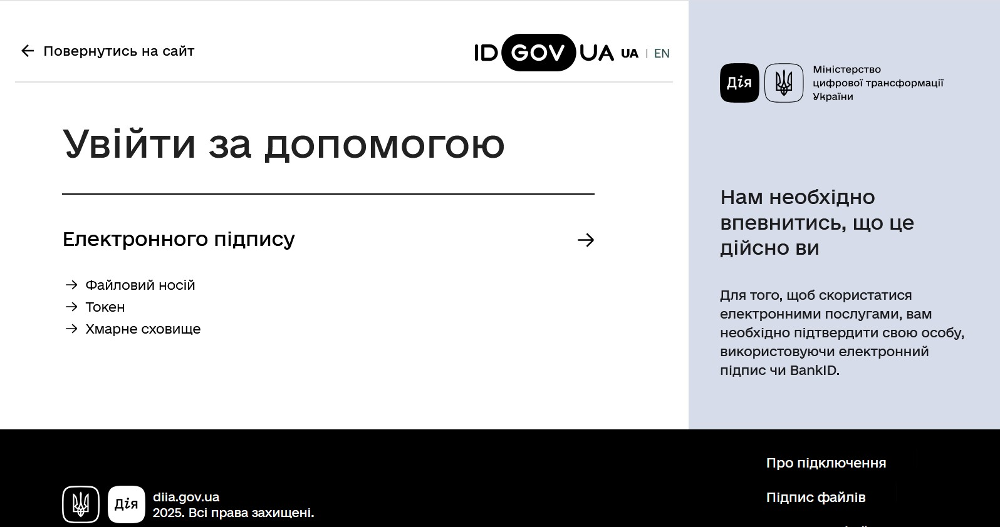 Повернутись на сайт
ID GOV UA
UA | EN
Увійти за допомогою
Електронного підпису
Файловий носій
Токен
Хмарне сховище
Дія
Міністерство
цифрової трансформації
України
Нам необхідно
впевнитись, що це
дійсно ви
Для того, щоб скористатися
електронними послугами, вам
необхідно підтвердити свою особу,
використовуючи електронний
підпис чи BankID.
Дія
diia.gov.ua
2025. Всі права захищені.
Про підключення
Підпис файлів